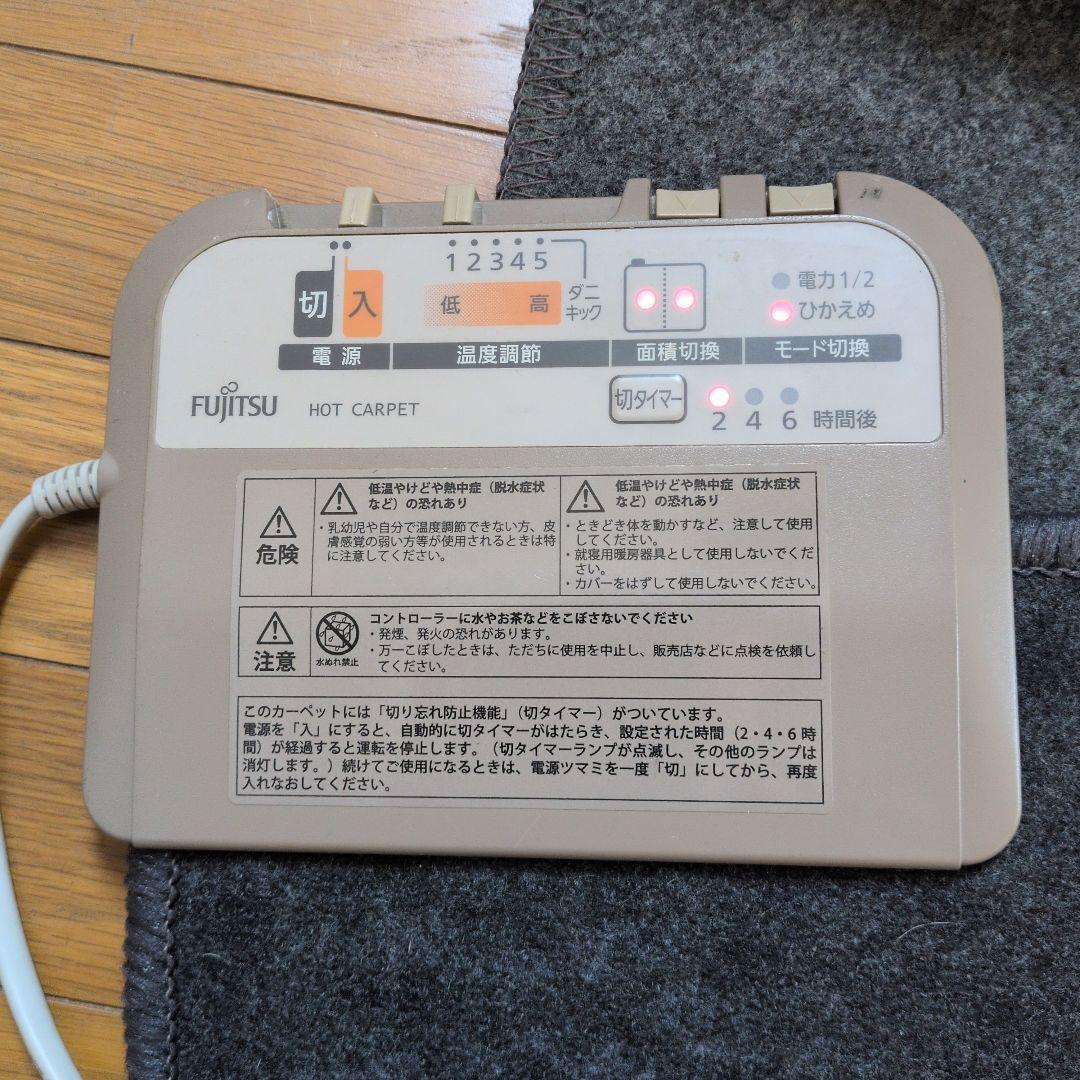 1 2 3 4 5
切 入
低 高
ダニ
キック
電力1/2
ひかえめ
電源 温度調節 面積切換 モード切換
FUJITSU HOT CARPET
切タイマー
2 4 6 時間後
危険
低温やけどや熱中症（脱水症状
など）の恐れあり
・乳幼児や自分で温度調節できない方、皮
膚感覚の弱い方等が使用されるときは特
に注意してください。
低温やけどや熱中症（脱水症状
など）の恐れあり
・ときどき体を動かすなど、注意して使用
してください。
・就寝用暖房器具として使用しないでくだ
さい。
・カバーをはずして使用しないでください。
注意
水ぬれ禁止
コントローラーに水やお茶などをこぼさないでください
・発煙、発火の恐れがあります。
・万一こぼしたときは、ただちに使用を中止し、販売店などに点検を依頼し
てください。
このカーペットには「切り忘れ防止機能」（切タイマー）がついています。
電源を「入」にすると、自動的に切タイマーがはたらき、設定された時間（2・4・6時
間）が経過すると運転を停止します。（切タイマーランプが点滅し、その他のランプは
消灯します。）続けてご使用になるときは、電源ツマミを一度「切」にしてから、再度
入れなおしてください。